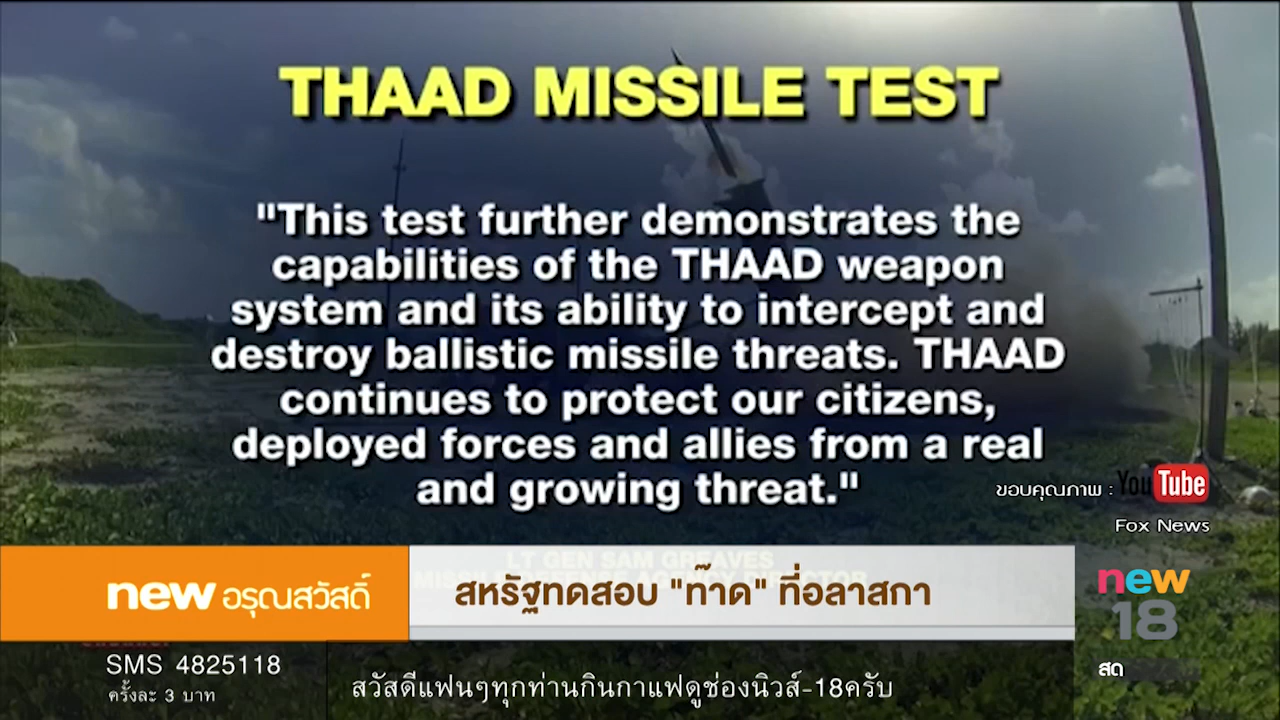 THAAD MISSILE TEST
"This test further demonstrates the
capabilities of the THAAD weapon
system and its ability to intercept and
destroy ballistic missile threats. THAAD
continues to protect our citizens,
deployed forces and allies from a real
and growing threat."
ขอบคุณภาพ : YouTube
Fox News
LT GEN SAM GREAVES
new อรุณสวัสดิ์
สหรัฐทดสอบ "ท๊าด" ที่อลาสกา
new
18
สด
SMS 4825118
ครั้งละ 3 บาท
สวัสดีแฟนๆทุกท่านกินกาแฟดูช่องนิวส์-18ครับ